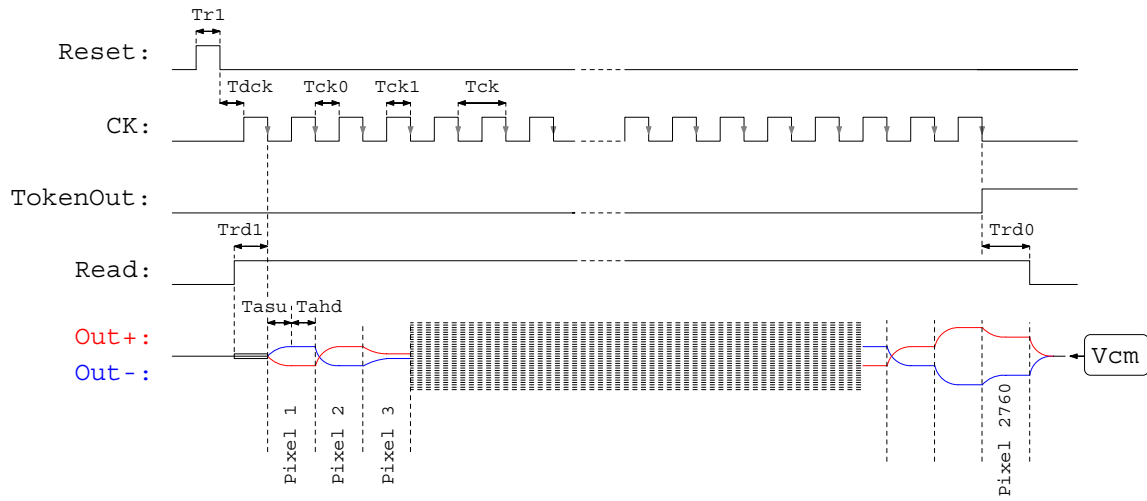 Tr1
Reset:
Tdck
Tck0
Tck1
Tck
CK:
TokenOut:
Trd1
Trd0
Read:
Tasu
Tahd
Out+:
Out-:
Vcm
Pixel 1
Pixel 2
Pixel 3
Pixel 2760